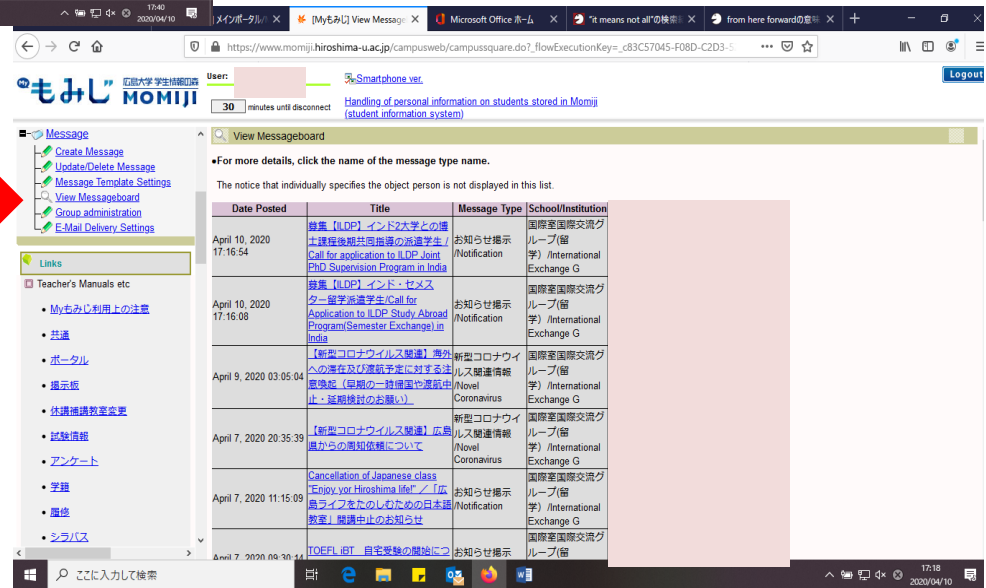 17:40
2020/04/10
メインポータル/
[Myもみじ] View Message
Microsoft Office ホーム
"it means not all"の検索
from here forwardの意味
https://www.momiji.hiroshima-u.ac.jp/campusweb/campussquare.do?_flowExecutionKey=_c83C57045-F08D-C2D3-5
My もみじ 広島大学 学生情報の森
MOMIJI
User:
Smartphone ver.
Logout
30 minutes until disconnect
Handling of personal information on students stored in Momiji
(student information system)
Message
Create Message
Update/Delete Message
Message Template Settings
View Messageboard
Group administration
E-Mail Delivery Settings
Links
Teacher's Manuals etc
Myもみじ利用上の注意
共通
ポータル
掲示板
休講補講教室変更
試験情報
アンケート
学籍
履修
シラバス
View Messageboard
•For more details, click the name of the message type name.
The notice that individually specifies the object person is not displayed in this list.
Date Posted Title Message Type School/Institution
April 10, 2020
17:16:54
募集【ILDP】インド2大学との博
士課程後期共同指導の派遣学生 /
Call for application to ILDP Joint
PhD Supervision Program in India
お知らせ掲示
/Notification
国際室国際交流グ
ループ(留
学）/International
Exchange G
April 10, 2020
17:16:08
募集【ILDP】インド・セメス
ター留学派遣学生/Call for
Application to ILDP Study Abroad
Program(Semester Exchange) in
India
お知らせ掲示
/Notification
国際室国際交流グ
ループ(留
学）/International
Exchange G
April 9, 2020 03:05:04
【新型コロナウイルス関連】海外
への滞在及び渡航予定に対する注
意喚起（早期の一時帰国や渡航中
止・延期検討のお願い）
新型コロナウイ
ルス関連情報
/Novel
Coronavirus
国際室国際交流グ
ループ(留
学）/International
Exchange G
April 7, 2020 20:35:39
【新型コロナウイルス関連】広島
県からの周知依頼について
新型コロナウイ
ルス関連情報
/Novel
Coronavirus
国際室国際交流グ
ループ(留
学）/International
Exchange G
April 7, 2020 11:15:09
Cancellation of Japanese class
"Enjoy yor Hiroshima life!" ／「広
島ライフをたのしむための日本語
教室」開講中止のお知らせ
お知らせ掲示
/Notification
国際室国際交流グ
ループ(留
学）/International
Exchange G
April 7, 2020 09:30:14
TOEFL iBT 自宅受験の開始につ
お知らせ掲示
国際室国際交流グ
ループ(留
ここに入力して検索
17:18
2020/04/10